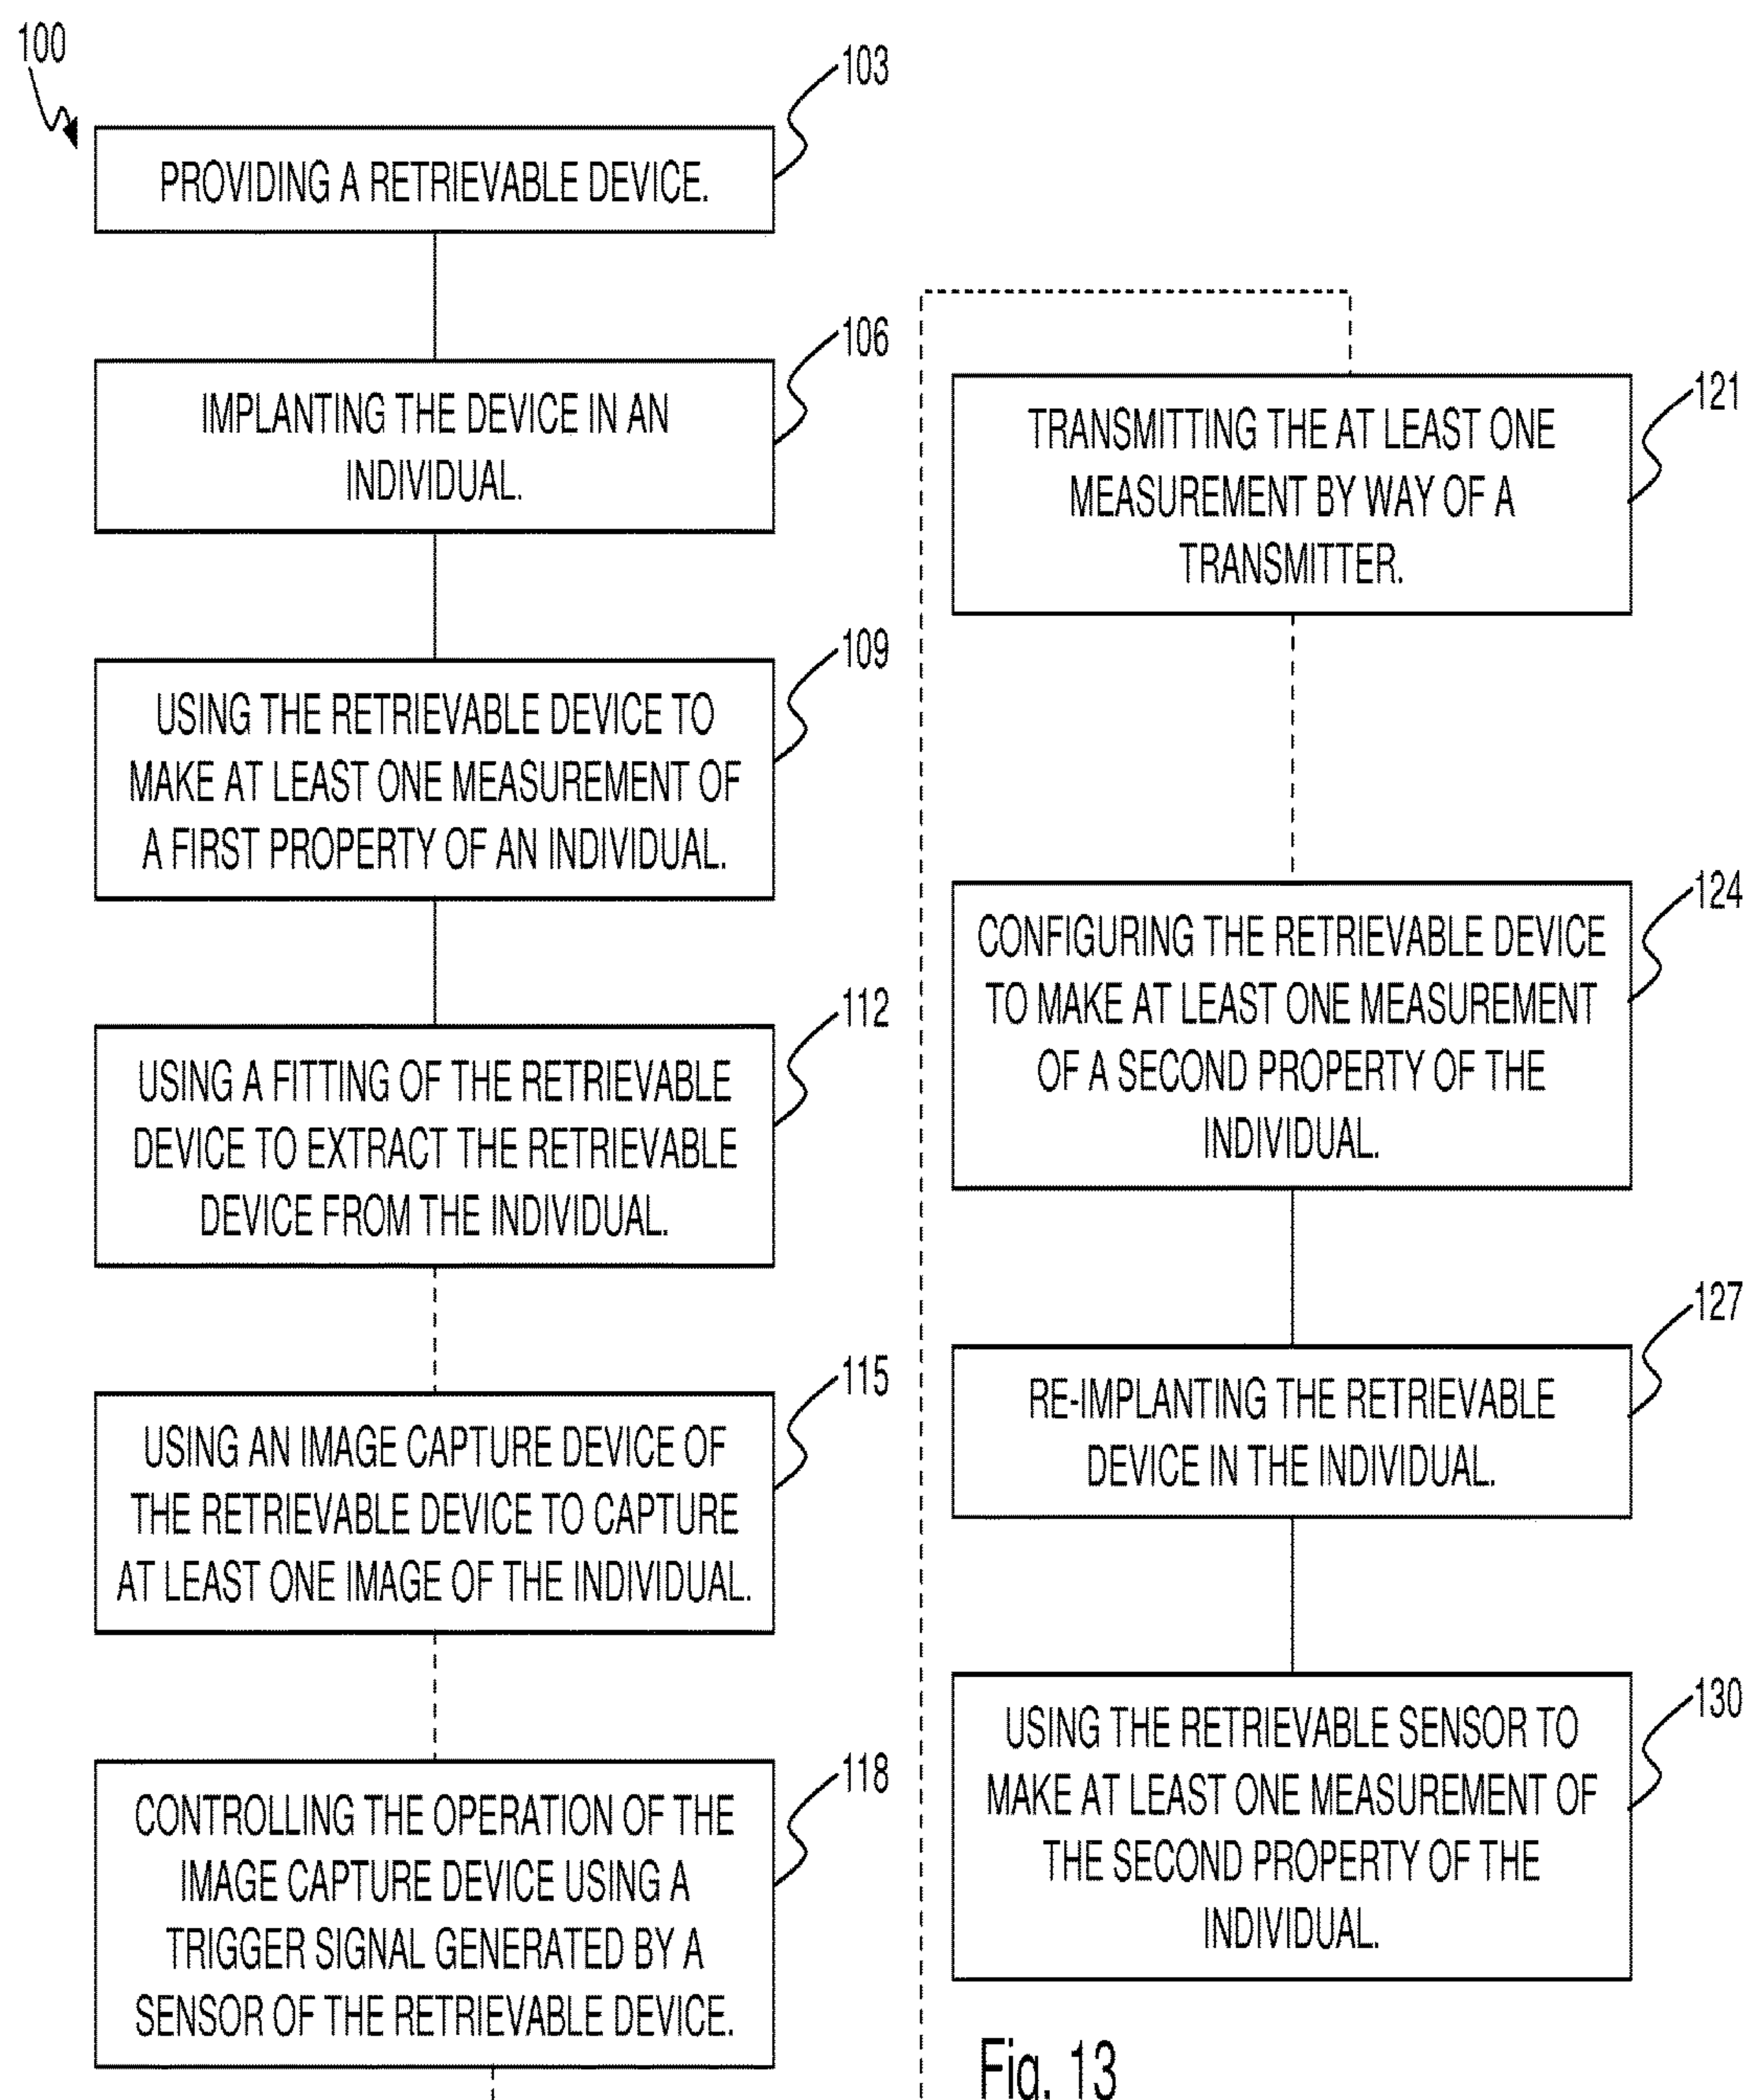 100
103
PROVIDING A RETRIEVABLE DEVICE.
106
IMPLANTING THE DEVICE IN AN
INDIVIDUAL.
109
USING THE RETRIEVABLE DEVICE TO
MAKE AT LEAST ONE MEASUREMENT OF
A FIRST PROPERTY OF AN INDIVIDUAL.
112
USING A FITTING OF THE RETRIEVABLE
DEVICE TO EXTRACT THE RETRIEVABLE
DEVICE FROM THE INDIVIDUAL.
115
USING AN IMAGE CAPTURE DEVICE OF
THE RETRIEVABLE DEVICE TO CAPTURE
AT LEAST ONE IMAGE OF THE INDIVIDUAL.
118
CONTROLLING THE OPERATION OF THE
IMAGE CAPTURE DEVICE USING A
TRIGGER SIGNAL GENERATED BY A
SENSOR OF THE RETRIEVABLE DEVICE.
121
TRANSMITTING THE AT LEAST ONE
MEASUREMENT BY WAY OF A
TRANSMITTER.
124
CONFIGURING THE RETRIEVABLE DEVICE
TO MAKE AT LEAST ONE MEASUREMENT
OF A SECOND PROPERTY OF THE
INDIVIDUAL.
127
RE-IMPLANTING THE RETRIEVABLE
DEVICE IN THE INDIVIDUAL.
130
USING THE RETRIEVABLE SENSOR TO
MAKE AT LEAST ONE MEASUREMENT OF
THE SECOND PROPERTY OF THE
INDIVIDUAL.
Fig. 13